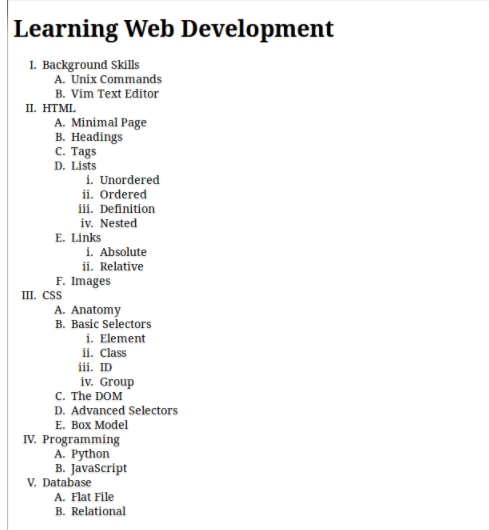 Learning Web Development
I. Background Skills
A. Unix Commands
B. Vim Text Editor
II. HTML
A. Minimal Page
B. Headings
C. Tags
D. Lists
i. Unordered
ii. Ordered
iii. Definition
iv. Nested
E. Links
i. Absolute
ii. Relative
F. Images
III. CSS
A. Anatomy
B. Basic Selectors
i. Element
ii. Class
iii. ID
iv. Group
C. The DOM
D. Advanced Selectors
E. Box Model
IV. Programming
A. Python
B. JavaScript
V. Database
A. Flat File
B. Relational